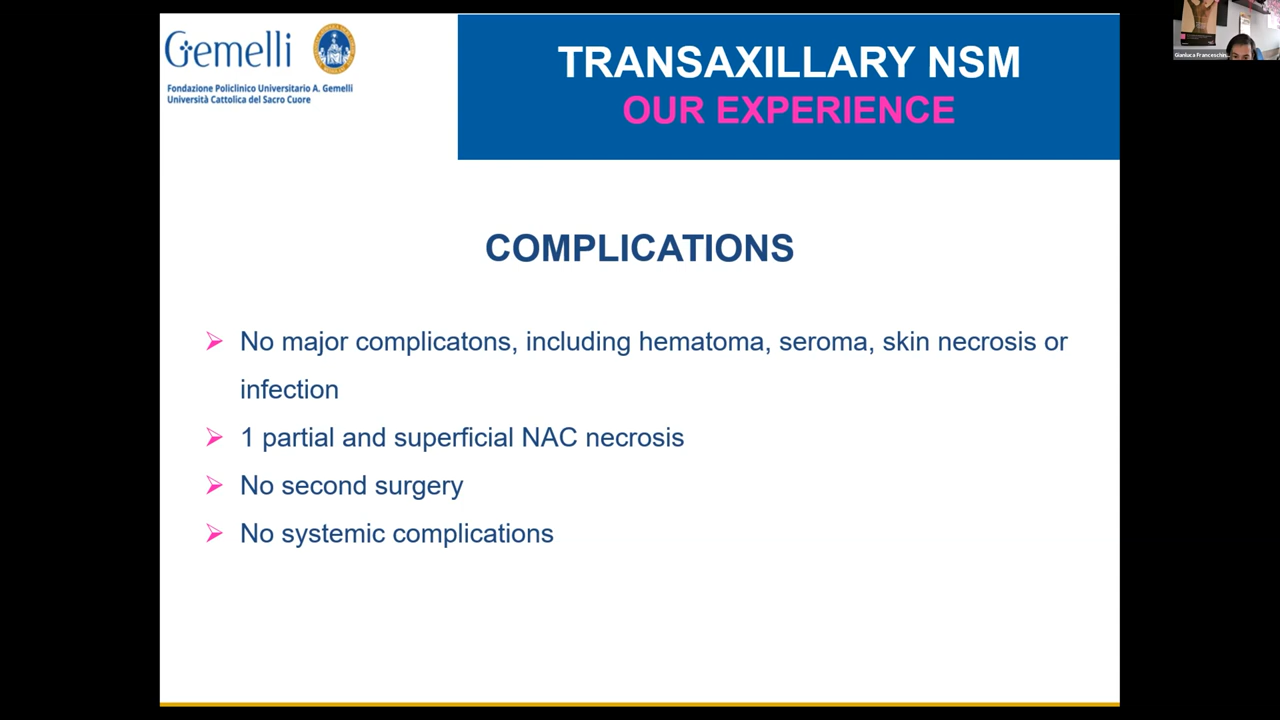 Gemelli
Fondazione Policlinico Universitario A. Gemelli
Università Cattolica del Sacro Cuore
TRANSAXILLARY NSM
OUR EXPERIENCE
COMPLICATIONS
No major complicatons, including hematoma, seroma, skin necrosis or
infection
1 partial and superficial NAC necrosis
No second surgery
No systemic complications
Gianluca Franceschin...